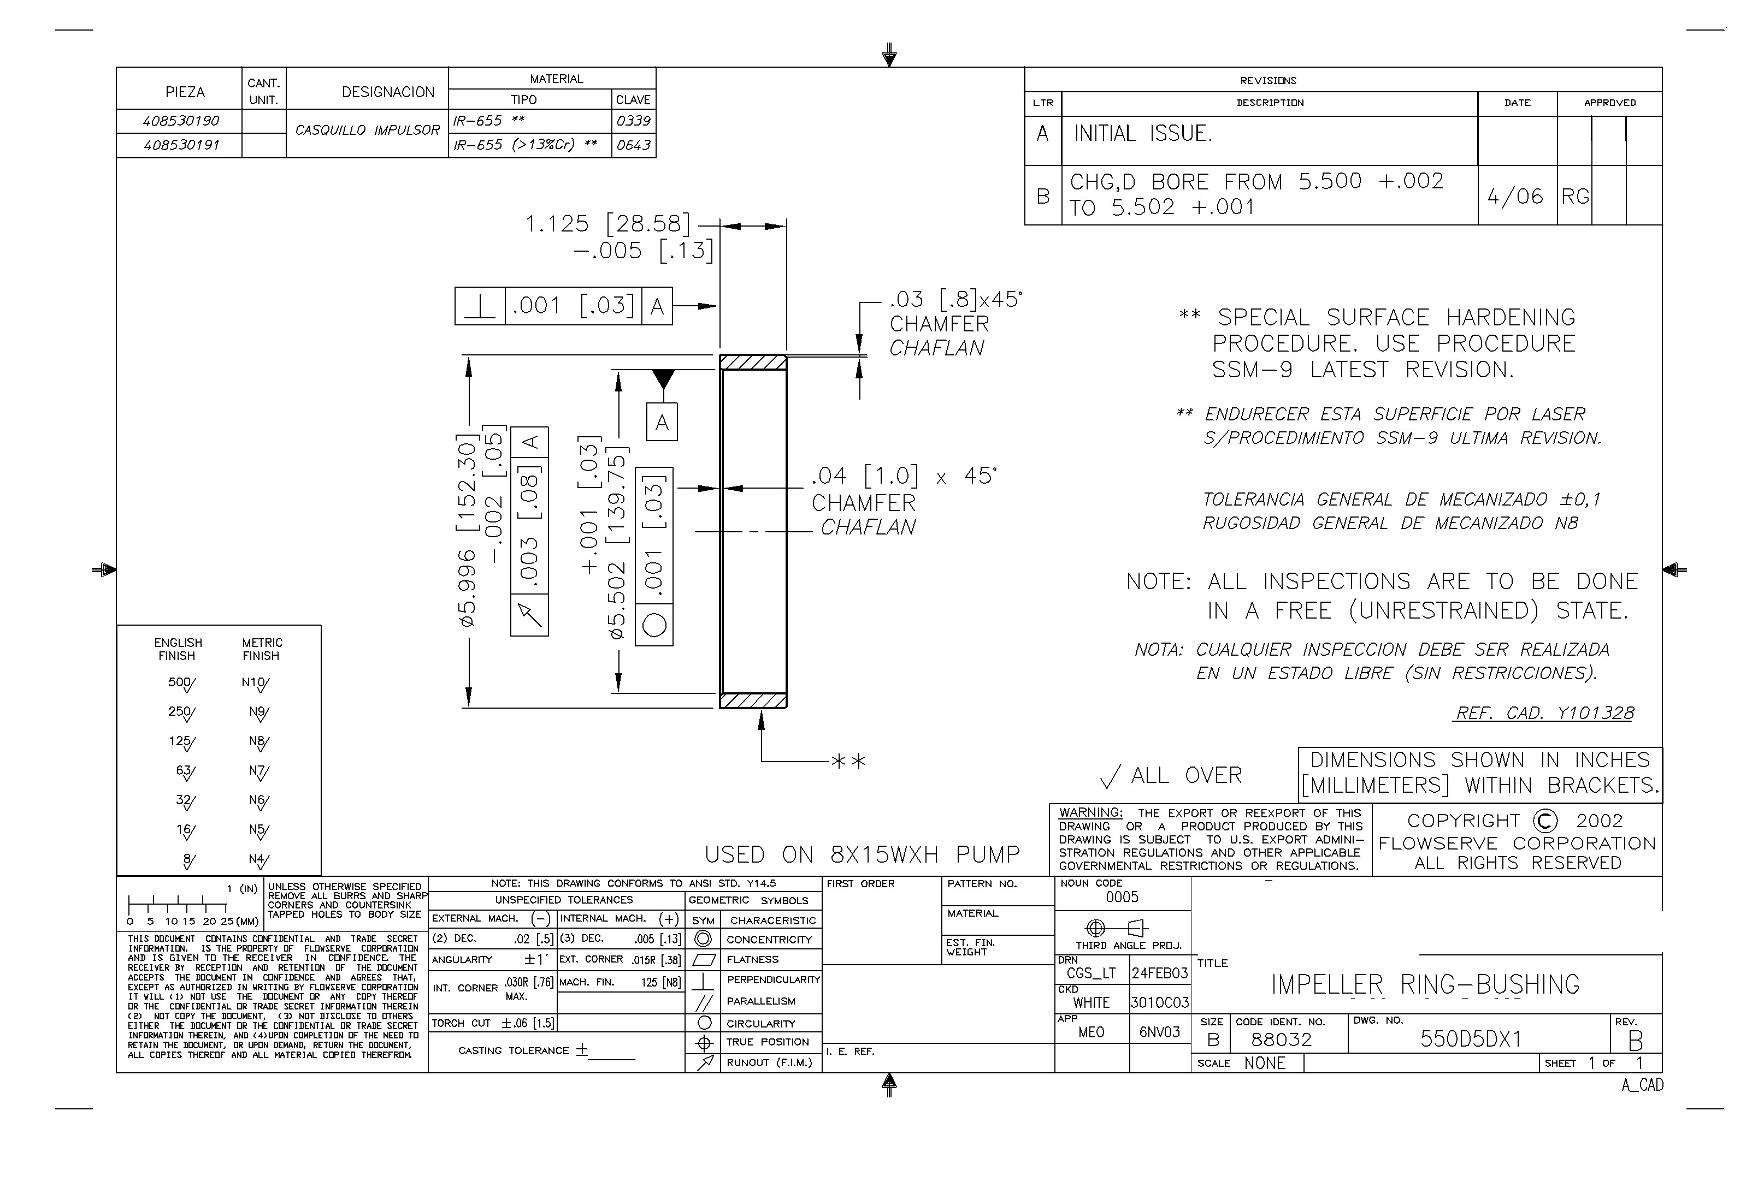 PIEZA CANT. UNIT. DESIGNACION MATERIAL
TIPO CLAVE
408530190 CASQUILLO IMPULSOR IR-655 ** 0339
408530191 IR-655 (>13%Cr) ** 0643
REVISIONS
LTR DESCRIPTION DATE APPROVED
A INITIAL ISSUE.
B CHG,D BORE FROM 5.500 +.002
TO 5.502 +.001 4/06 RG
1.125 [28.58]
-.005 [.13]
⊥ .001 [.03] A
.03 [.8]x45°
CHAMFER
CHAFLAN
A
.04 [1.0] x 45°
CHAMFER
CHAFLAN
ø5.996 [152.30]
-.002 [.05]
.003 [.08] A
+.001 [.03]
ø5.502 [139.75]
○ .001 [.03]
**
** SPECIAL SURFACE HARDENING
PROCEDURE. USE PROCEDURE
SSM-9 LATEST REVISION.
** ENDURECER ESTA SUPERFICIE POR LASER
S/PROCEDIMIENTO SSM-9 ULTIMA REVISION.
TOLERANCIA GENERAL DE MECANIZADO ±0,1
RUGOSIDAD GENERAL DE MECANIZADO N8
NOTE: ALL INSPECTIONS ARE TO BE DONE
IN A FREE (UNRESTRAINED) STATE.
NOTA: CUALQUIER INSPECCION DEBE SER REALIZADA
EN UN ESTADO LIBRE (SIN RESTRICCIONES).
REF. CAD. Y101328
ENGLISH FINISH METRIC FINISH
500 N10
250 N9
125 N8
63 N7
32 N6
16 N5
8 N4
√ ALL OVER
DIMENSIONS SHOWN IN INCHES
[MILLIMETERS] WITHIN BRACKETS.
WARNING: THE EXPORT OR REEXPORT OF THIS
DRAWING OR A PRODUCT PRODUCED BY THIS
DRAWING IS SUBJECT TO U.S. EXPORT ADMINI-
STRATION REGULATIONS AND OTHER APPLICABLE
GOVERNMENTAL RESTRICTIONS OR REGULATIONS.
COPYRIGHT © 2002
FLOWSERVE CORPORATION
ALL RIGHTS RESERVED
USED ON 8X15WXH PUMP
1 (IN)
0 5 10 15 20 25 (MM)
UNLESS OTHERWISE SPECIFIED
REMOVE ALL BURRS AND SHARP
CORNERS AND COUNTERSINK
TAPPED HOLES TO BODY SIZE
THIS DOCUMENT CONTAINS CONFIDENTIAL AND TRADE SECRET
INFORMATION. IS THE PROPERTY OF FLOWSERVE CORPORATION
AND IS GIVEN TO THE RECEIVER IN CONFIDENCE. THE
RECEIVER BY RECEPTION AND RETENTION OF THE DOCUMENT
ACCEPTS THE DOCUMENT IN CONFIDENCE AND AGREES THAT,
EXCEPT AS AUTHORIZED IN WRITING BY FLOWSERVE CORPORATION
IT WILL (1) NOT USE THE DOCUMENT OR ANY COPY THEREOF
OR THE CONFIDENTIAL OR TRADE SECRET INFORMATION THEREIN
(2) NOT COPY THE DOCUMENT, (3) NOT DISCLOSE TO OTHERS
EITHER THE DOCUMENT OR THE CONFIDENTIAL OR TRADE SECRET
INFORMATION THEREIN, AND (4)UPON COMPLETION OF THE NEED TO
RETAIN THE DOCUMENT, OR UPON DEMAND, RETURN THE DOCUMENT,
ALL COPIES THEREOF AND ALL MATERIAL COPIED THEREFROM.
NOTE: THIS DRAWING CONFORMS TO ANSI STD. Y14.5
UNSPECIFIED TOLERANCES
EXTERNAL MACH. (-) INTERNAL MACH. (+)
(2) DEC. .02 [.5] (3) DEC. .005 [.13]
ANGULARITY ±1° EXT. CORNER .015R [.38]
INT. CORNER .030R [.76] MAX. MACH. FIN. 125 [N8]
TORCH CUT ±.06 [1.5]
CASTING TOLERANCE ±
GEOMETRIC SYMBOLS
SYM CHARACTERISTIC
CONCENTRICITY
FLATNESS
PERPENDICULARITY
PARALLELISM
CIRCULARITY
TRUE POSITION
RUNOUT (F.I.M.)
FIRST ORDER
I. E. REF.
PATTERN NO.
MATERIAL
EST. FIN.
WEIGHT
NOUN CODE
0005
THIRD ANGLE PROJ.
DRN CGS_LT 24FEB03
CKD WHITE 3010C03
APP MEO 6NV03
TITLE
IMPELLER RING-BUSHING
SIZE B CODE IDENT. NO. 88032 DWG. NO. 550D5DX1 REV. B
SCALE NONE SHEET 1 OF 1
A_CAD